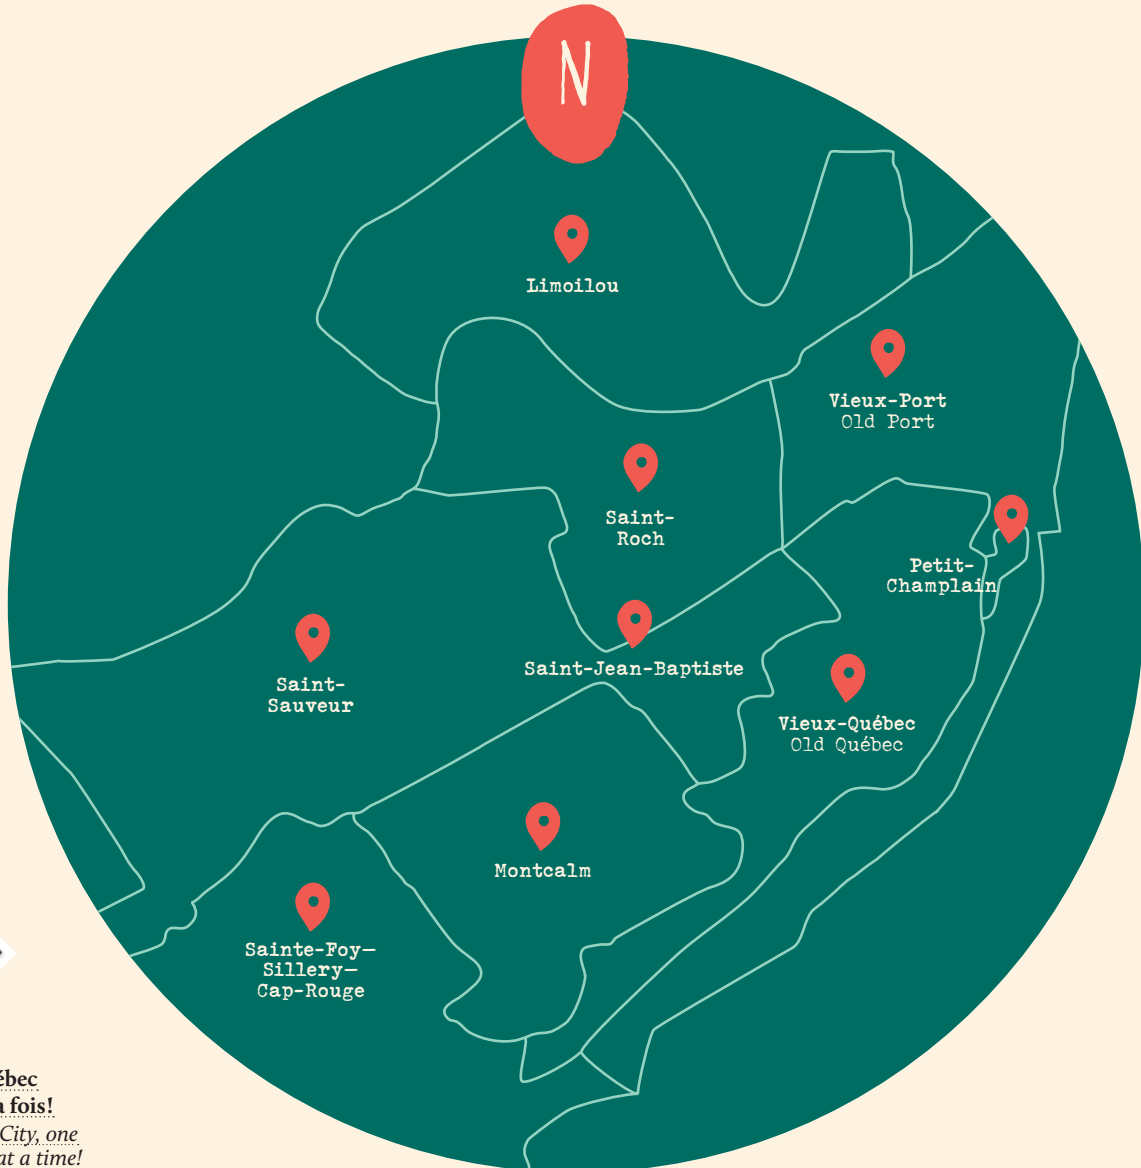 N
Limoilou
Vieux-Port
Old Port
Saint-
Roch
Petit-
Champlain
Saint-Jean-Baptiste
Saint-
Sauveur
Vieux-Québec
Old Québec
Montcalm
Sainte-Foy—
Sillery—
Cap-Rouge
fois!
City, one
at a time!